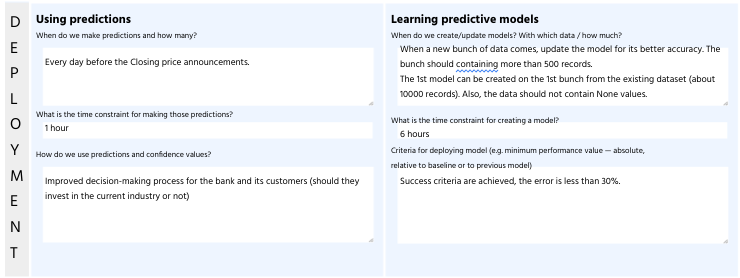 D
E
P
L
O
Y
M
E
N
T
Using predictions
When do we make predictions and how many?
Every day before the Closing price announcements.
What is the time constraint for making those predictions?
1 hour
How do we use predictions and confidence values?
Improved decision-making process for the bank and its customers (should they
invest in the current industry or not)
Learning predictive models
When do we create/update models? With which data / how much?
When a new bunch of data comes, update the model for its better accuracy. The
bunch should containing more than 500 records.
The 1st model can be created on the 1st bunch from the existing dataset (about
10000 records). Also, the data should not contain None values.
What is the time constraint for creating a model?
6 hours
Criteria for deploying model (e.g. minimum performance value — absolute,
relative to baseline or to previous model)
Success criteria are achieved, the error is less than 30%.